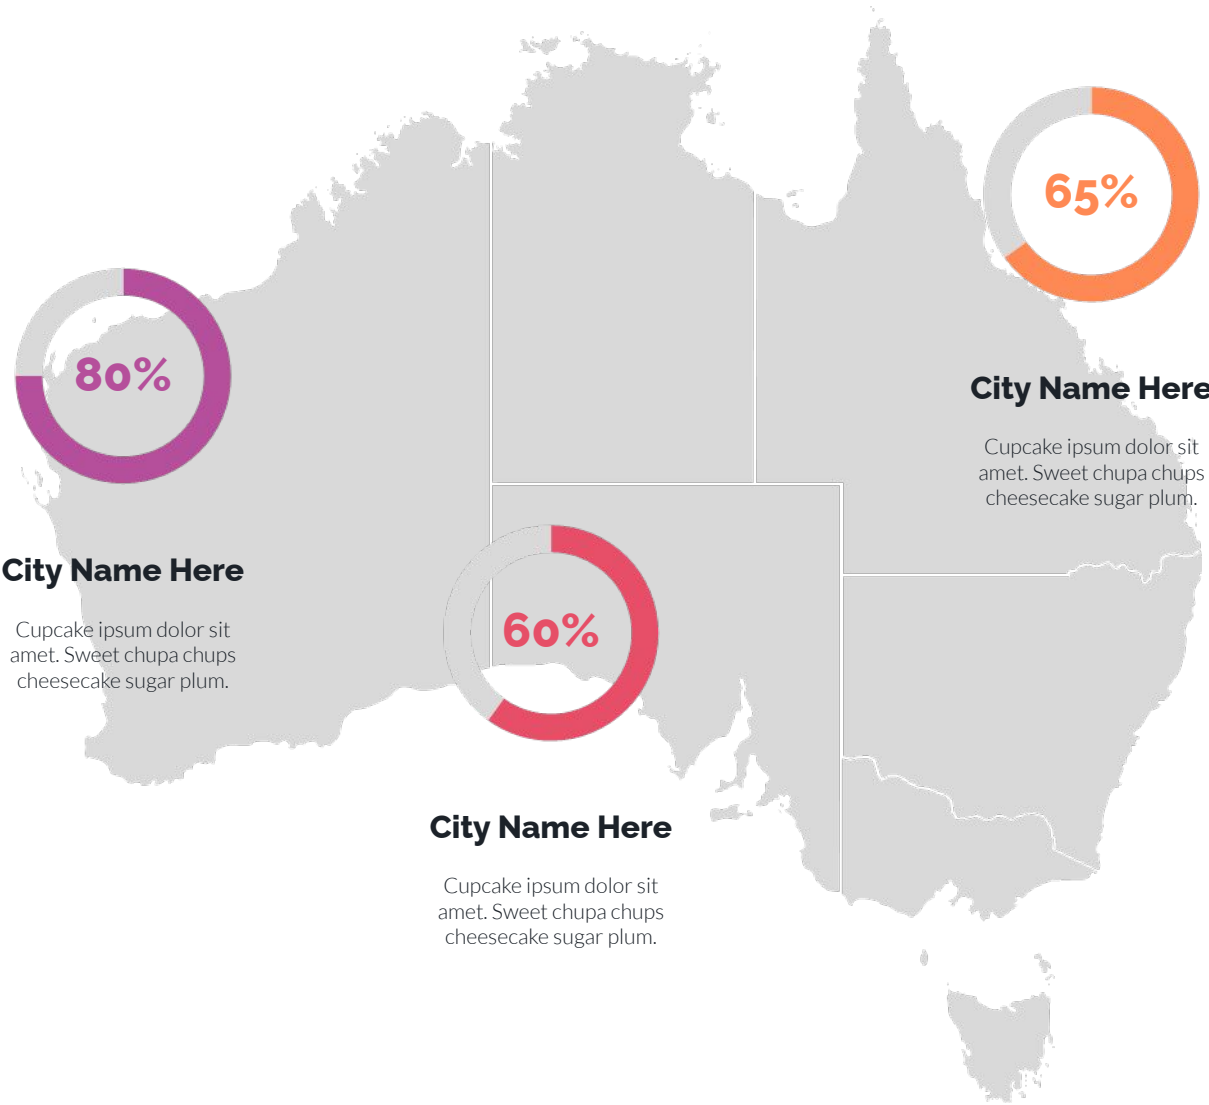 65%
City Name Here
Cupcake ipsum dolor sit
amet. Sweet chupa chups
cheesecake sugar plum.
80%
City Name Here
Cupcake ipsum dolor sit
amet. Sweet chupa chups
cheesecake sugar plum.
60%
City Name Here
Cupcake ipsum dolor sit
amet. Sweet chupa chups
cheesecake sugar plum.